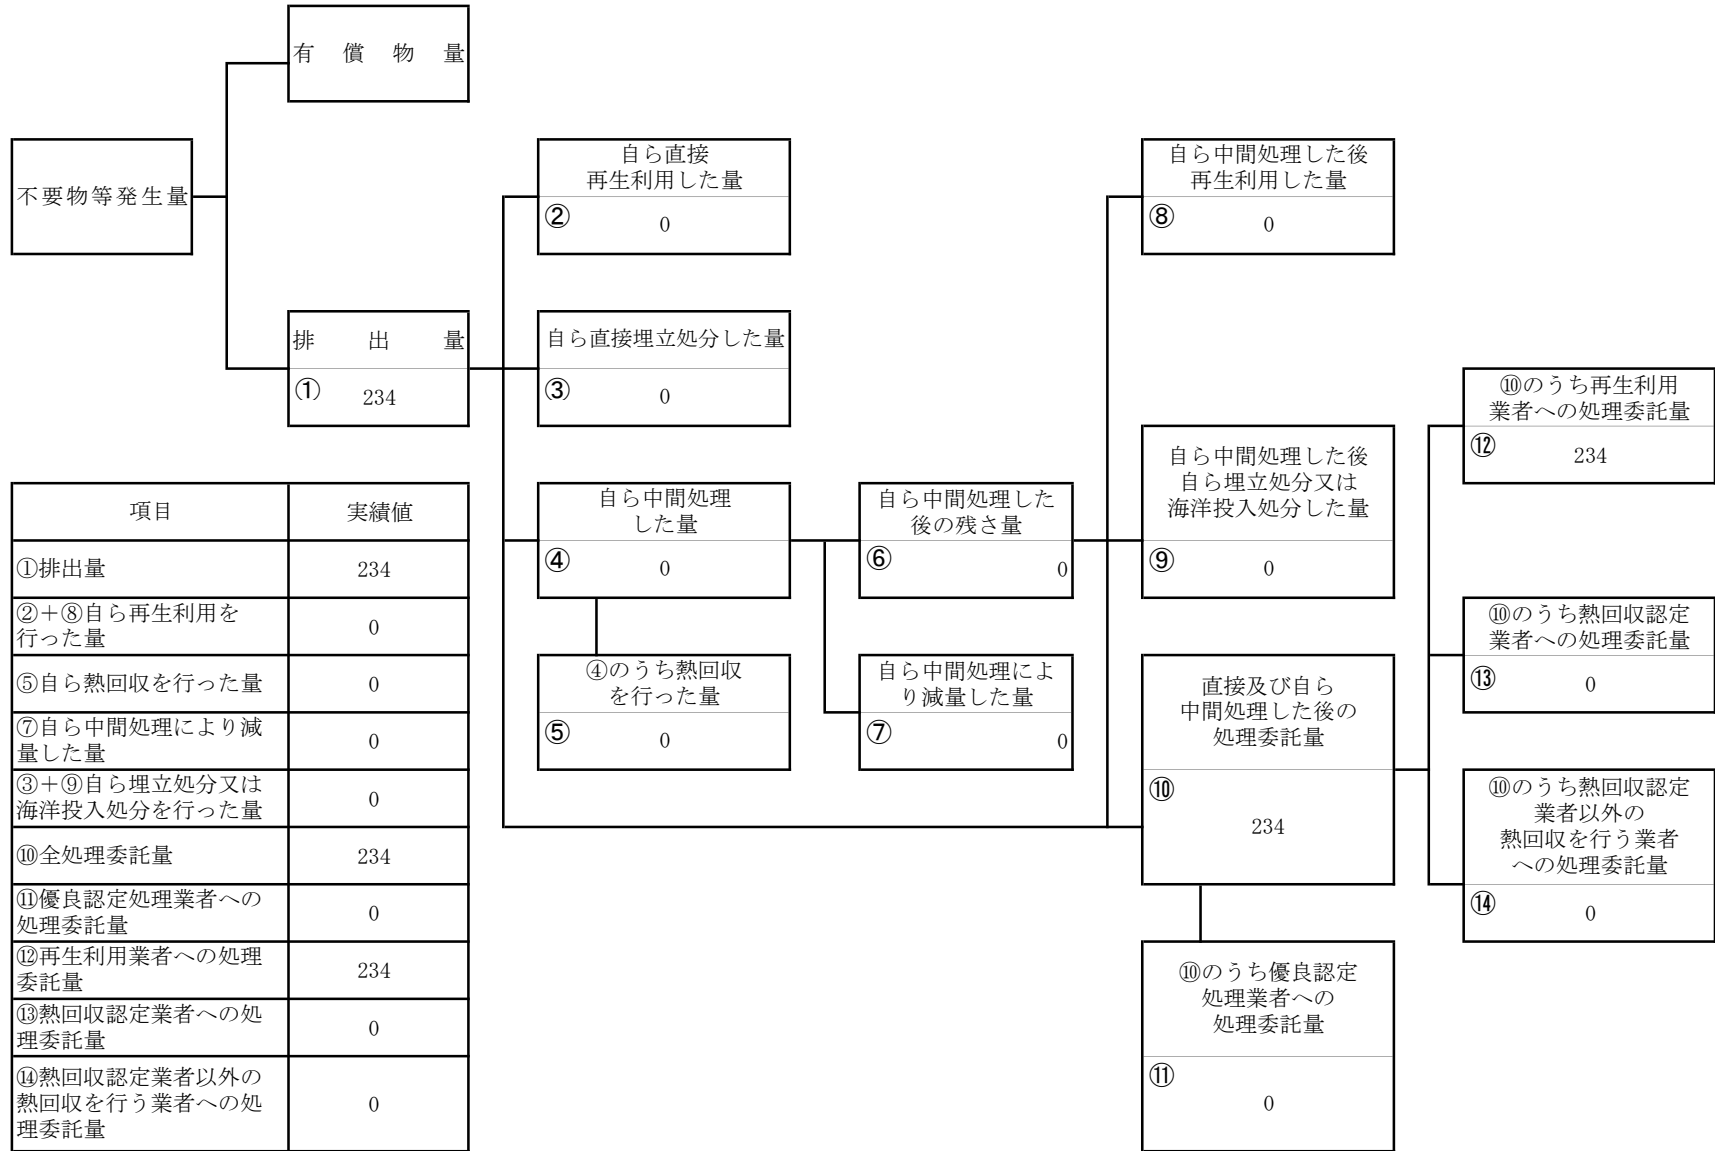 有償物量
不要物等発生量
排出量
① 234
自ら直接
再生利用した量
② 0
自ら直接埋立処分した量
③ 0
自ら中間処理
した量
④ 0
④のうち熱回収
を行った量
⑤ 0
自ら中間処理した
後の残さ量
⑥ 0
自ら中間処理によ
り減量した量
⑦ 0
自ら中間処理した後
再生利用した量
⑧ 0
自ら中間処理した後
自ら埋立処分又は
海洋投入処分した量
⑨ 0
直接及び自ら
中間処理した後の
処理委託量
⑩
234
⑩のうち優良認定
処理業者への
処理委託量
⑪
0
⑩のうち再生利用
業者への処理委託量
⑫ 234
⑩のうち熱回収認定
業者への処理委託量
⑬ 0
⑩のうち熱回収認定
業者以外の
熱回収を行う業者
への処理委託量
⑭ 0
項目 実績値
①排出量 234
②+⑧自ら再生利用を
行った量 0
⑤自ら熱回収を行った量 0
⑦自ら中間処理により減
量した量 0
③+⑨自ら埋立処分又は
海洋投入処分を行った量 0
⑩全処理委託量 234
⑪優良認定処理業者への
処理委託量 0
⑫再生利用業者への処理
委託量 234
⑬熱回収認定業者への処
理委託量 0
⑭熱回収認定業者以外の
熱回収を行う業者への処
理委託量 0